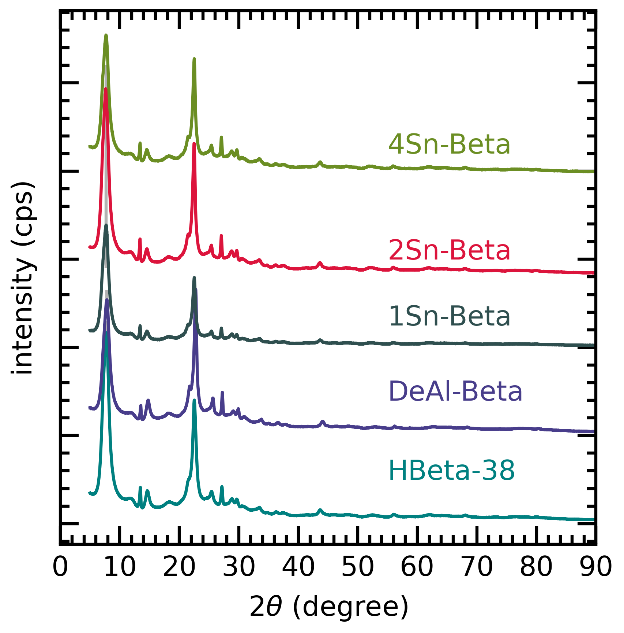 4Sn-Beta
2Sn-Beta
1Sn-Beta
DeAl-Beta
HBeta-38
intensity (cps)
0 10 20 30 40 50 60 70 80 90
2θ (degree)